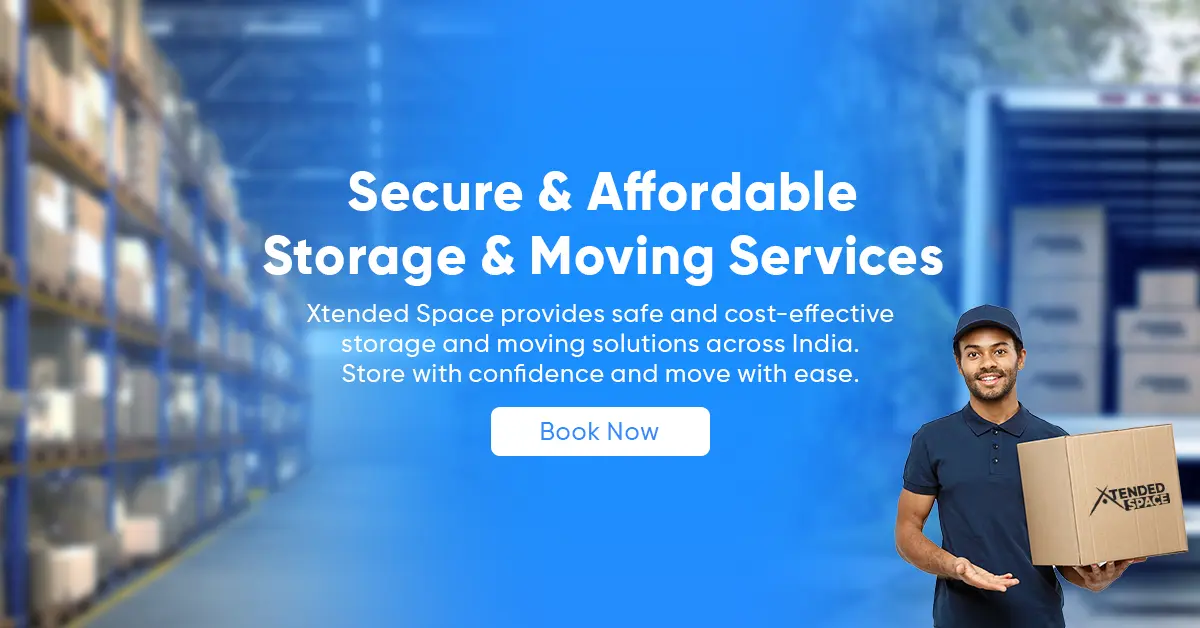 Secure & Affordable
Storage & Moving Services
Xtended Space provides safe and cost-effective
storage and moving solutions across India.
Store with confidence and move with ease.
Book Now
XTENDED
SPACE